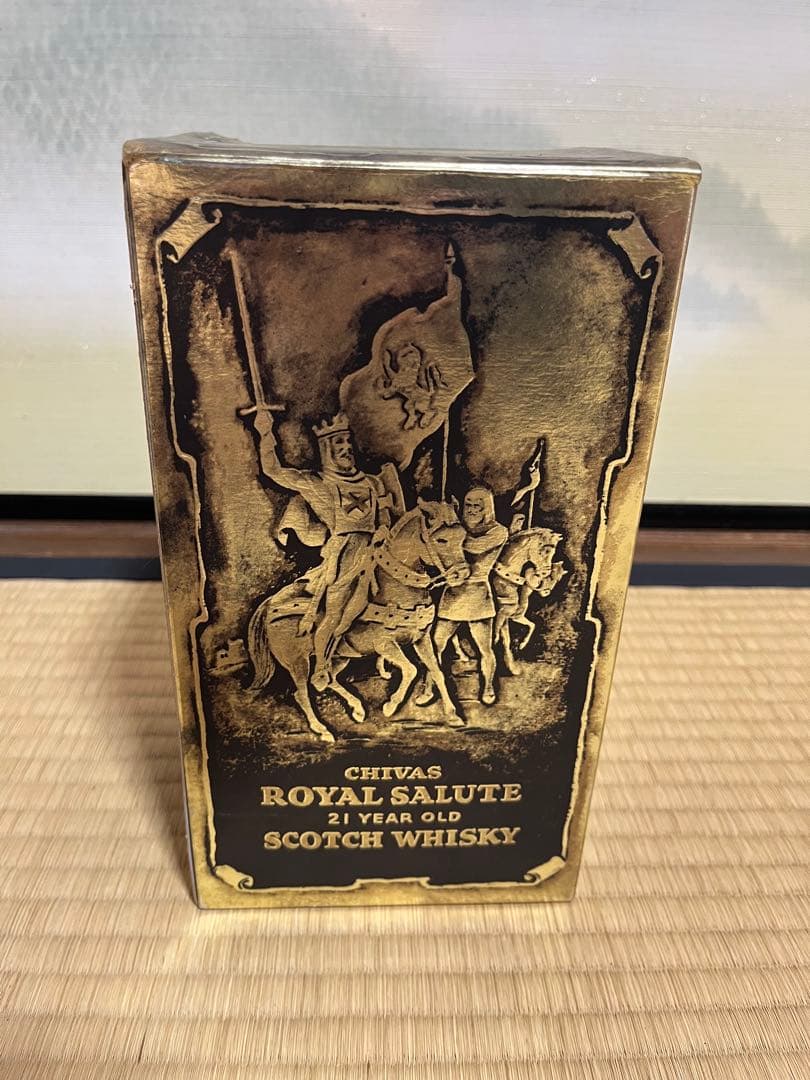 CHIVAS
ROYAL SALUTE
21 YEAR OLD
SCOTCH WHISKY